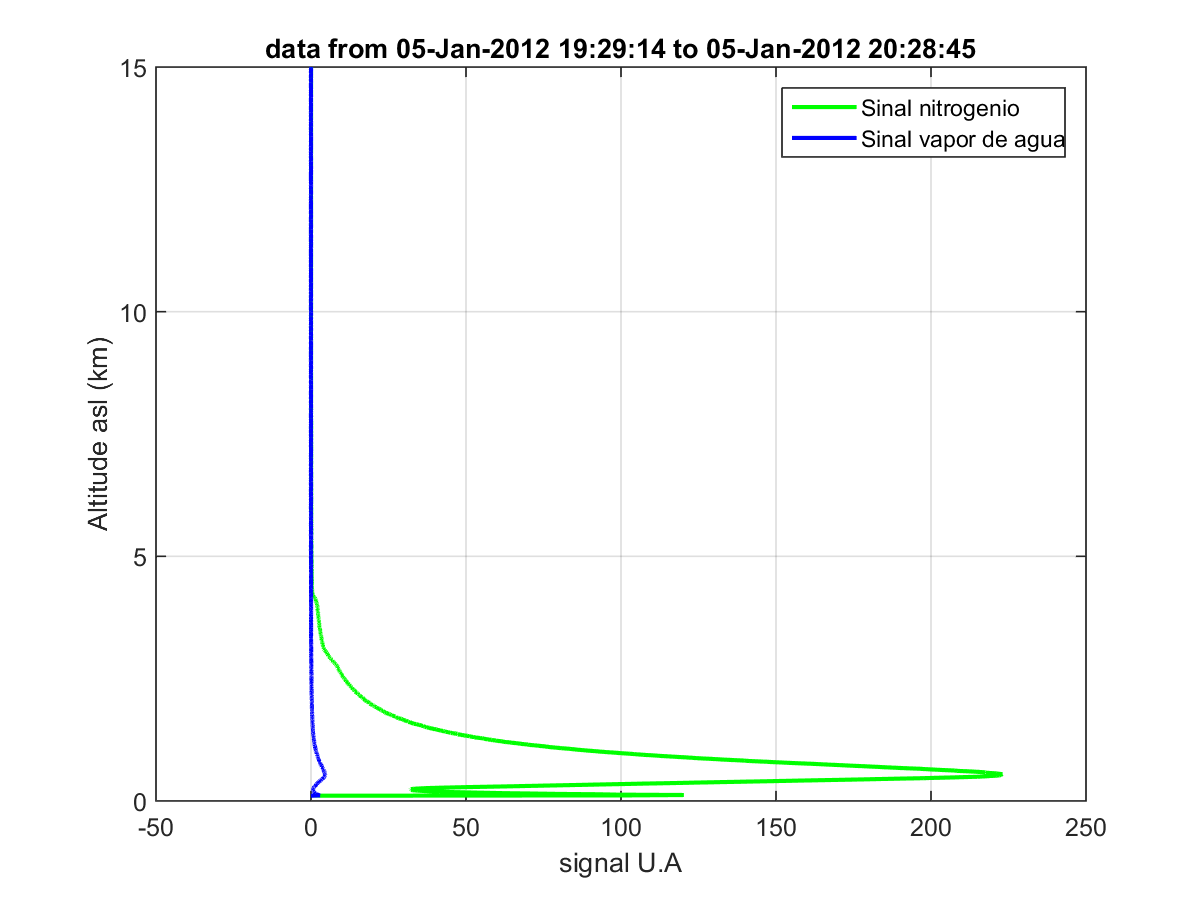 data from 05-Jan-2012 19:29:14 to 05-Jan-2012 20:28:45
15
Sinal nitrogenio
Sinal vapor de agua
10
Altitude asl (km)
5
0
-50 0 50 100 150 200 250
signal U.A